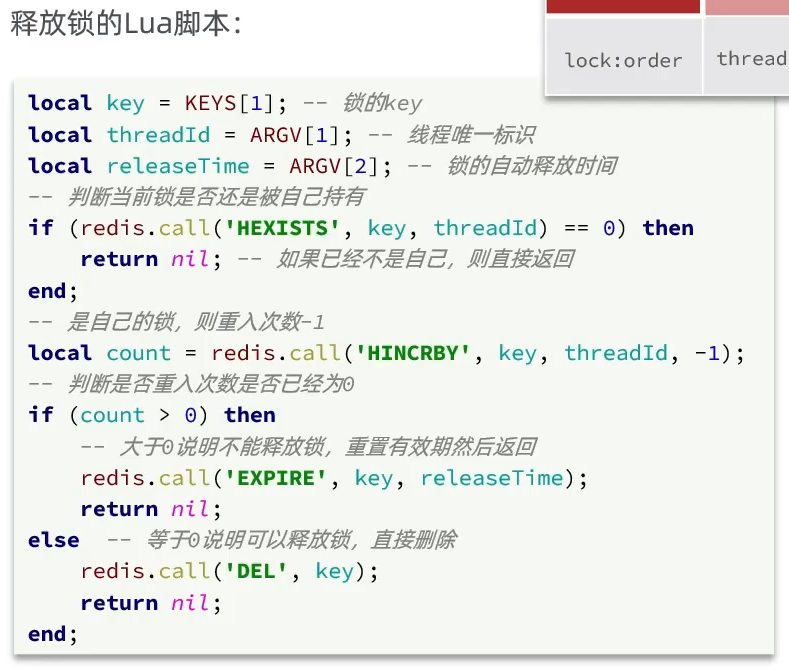 释放锁的Lua脚本：
lock:order thread
local key = KEYS[1]; -- 锁的key
local threadId = ARGV[1]; -- 线程唯一标识
local releaseTime = ARGV[2]; -- 锁的自动释放时间
-- 判断当前锁是否还是被自己持有
if (redis.call('HEXISTS', key, threadId) == 0) then
    return nil; -- 如果已经不是自己，则直接返回
end;
-- 是自己的锁，则重入次数-1
local count = redis.call('HINCRBY', key, threadId, -1);
-- 判断是否重入次数是否已经为0
if (count > 0) then
    -- 大于0说明不能释放锁，重置有效期然后返回
    redis.call('EXPIRE', key, releaseTime);
    return nil;
else  -- 等于0说明可以释放锁，直接删除
    redis.call('DEL', key);
    return nil;
end;